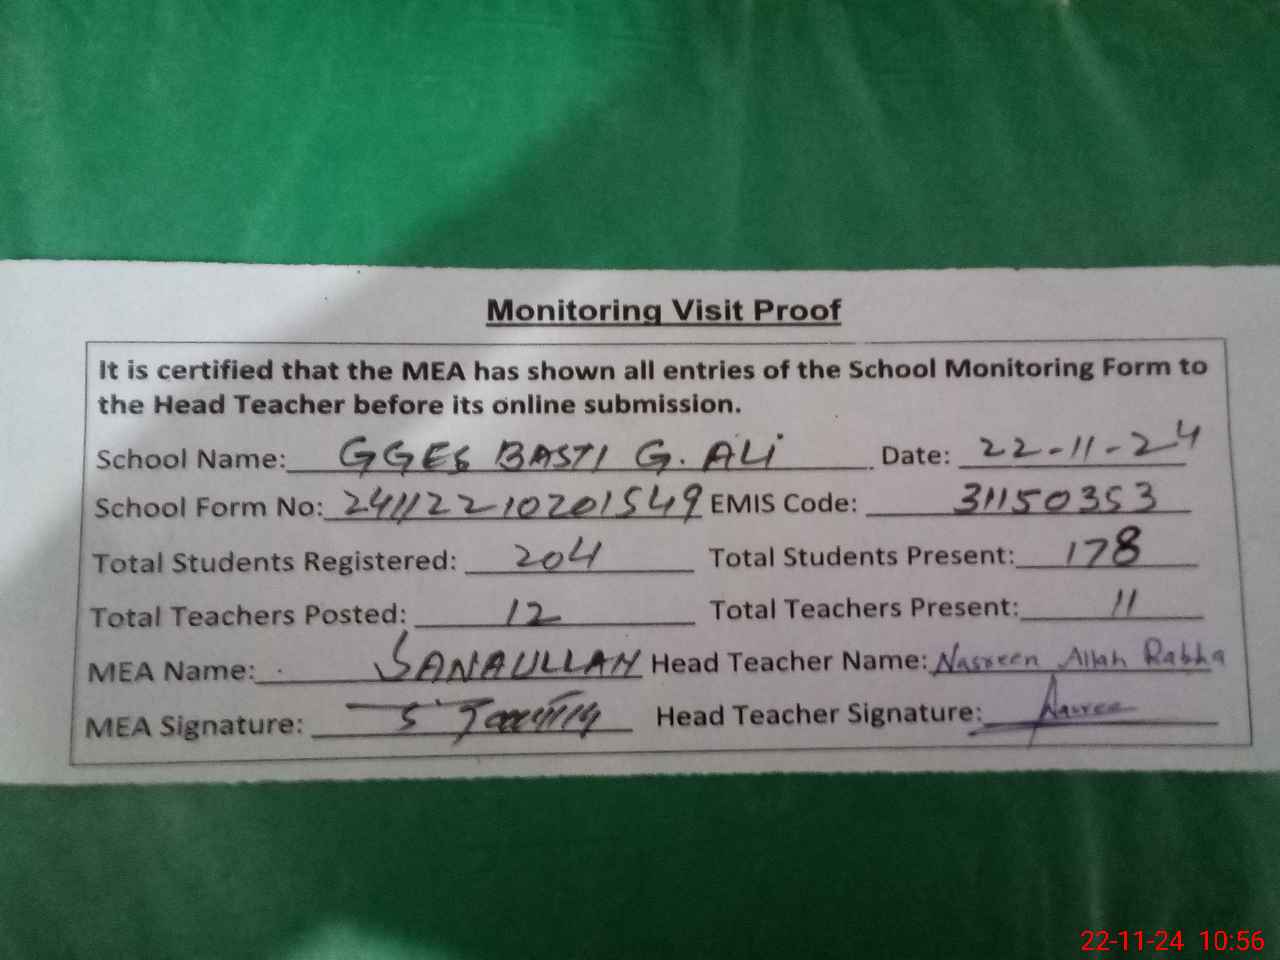 Monitoring Visit Proof
It is certified that the MEA has shown all entries of the School Monitoring Form to
the Head Teacher before its online submission.
School Name: GGES BASTI G. ALi Date: 22-11-24
School Form No: 24112210201549 EMIS Code: 31150353
Total Students Registered: 204 Total Students Present: 178
Total Teachers Posted: 12 Total Teachers Present: 11
MEA Name: SANAULLAH Head Teacher Name: Nasreen Allah Rabha
MEA Signature: Head Teacher Signature:
22-11-24 10:56